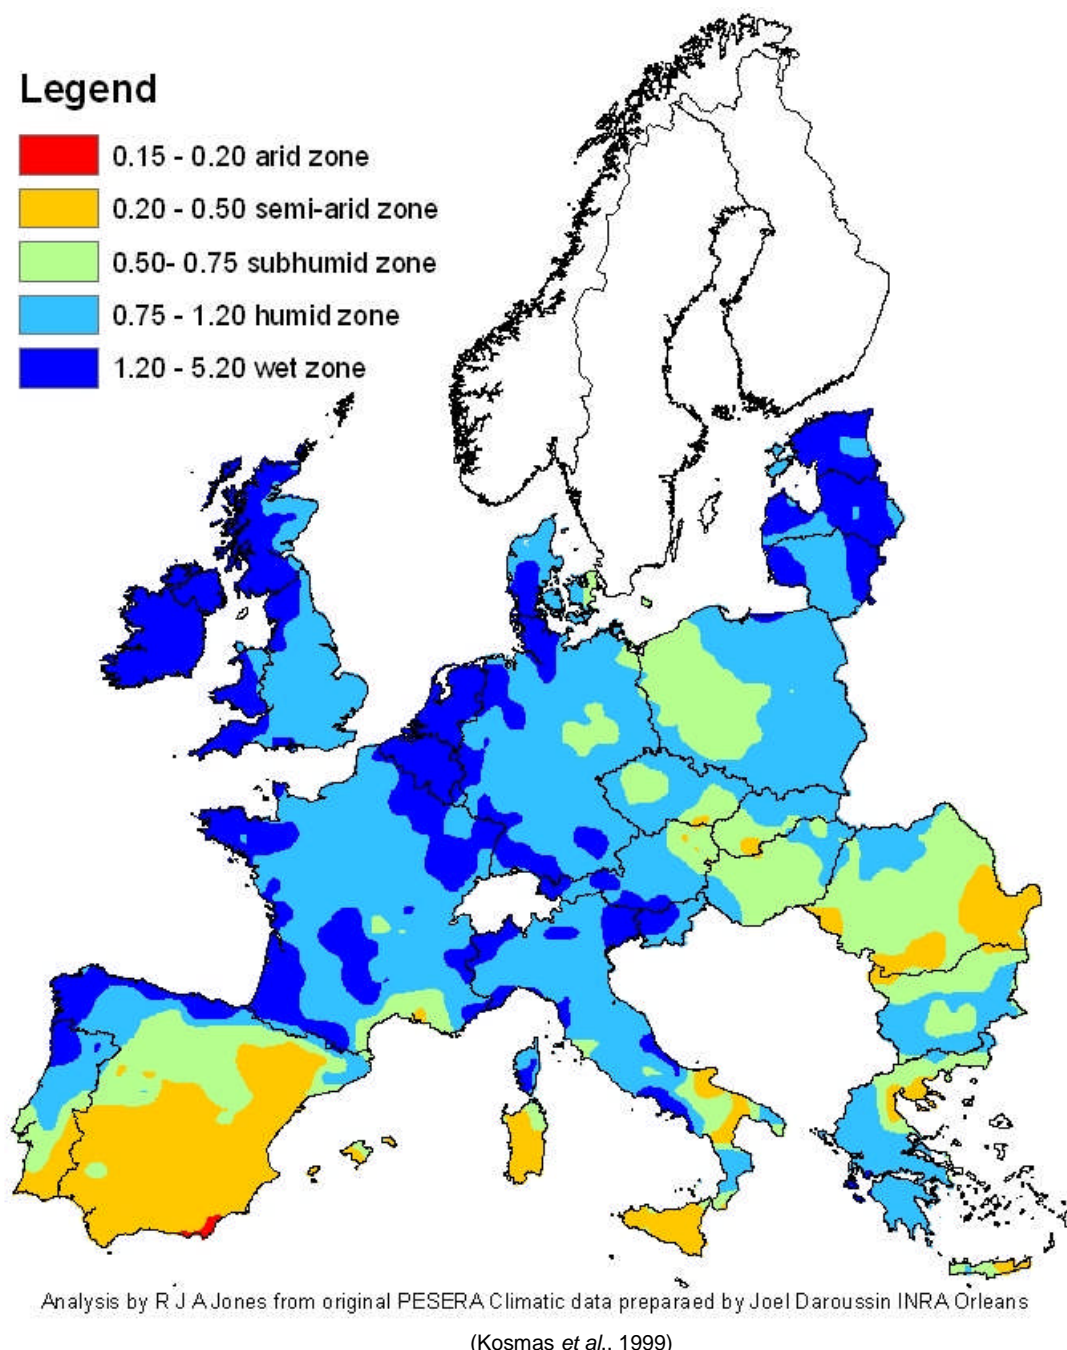 Legend
0.15 - 0.20 arid zone
0.20 - 0.50 semi-arid zone
0.50- 0.75 subhumid zone
0.75 - 1.20 humid zone
1.20 - 5.20 wet zone
Analysis by R J A Jones from original PESERA Climatic data preparaed by Joel Daroussin INRA Orleans
(Kosmas et al., 1999)